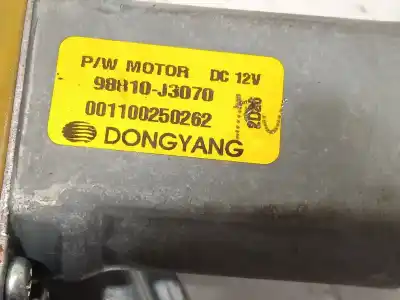 P/W MOTOR DC 12V
98810-J3070
001100250262
DONGYANG